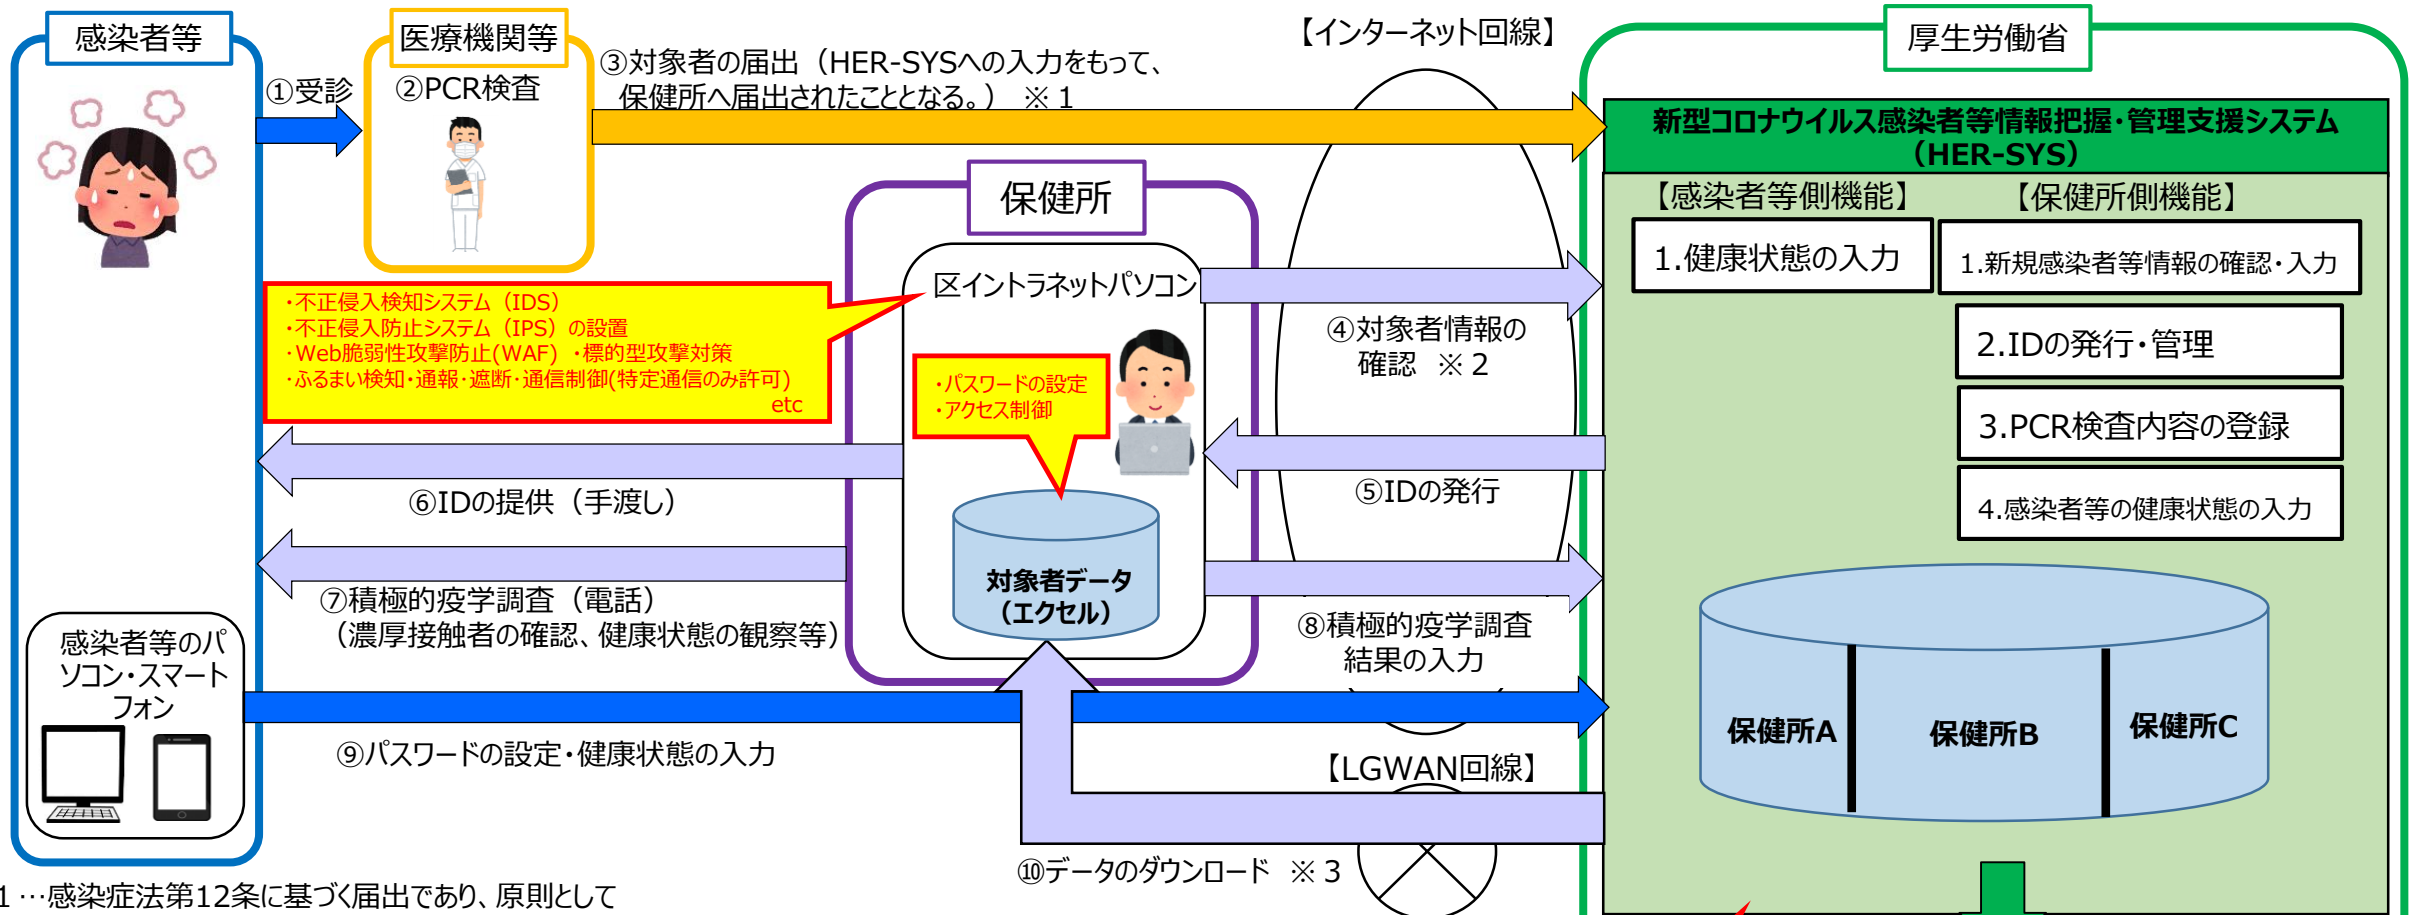 感染者等
医療機関等
【インターネット回線】
厚生労働省
①受診
②PCR検査
③対象者の届出（HER-SYSへの入力をもって、
保健所へ届出されたこととなる。） ※１
新型コロナウイルス感染者等情報把握・管理支援システム
（HER-SYS）
保健所
【感染者等側機能】
【保健所側機能】
1.健康状態の入力
1.新規感染者等情報の確認・入力
2.IDの発行・管理
3.PCR検査内容の登録
4.感染者等の健康状態の入力
区イントラネットパソコン
・不正侵入検知システム（IDS）
・不正侵入防止システム（IPS）の設置
・Web脆弱性攻撃防止(WAF) ・標的型攻撃対策
・ふるまい検知・通報・遮断・通信制御(特定通信のみ許可)
etc
④対象者情報の
確認 ※２
・パスワードの設定
・アクセス制御
⑤IDの発行
⑥IDの提供（手渡し）
対象者データ
（エクセル）
⑦積極的疫学調査（電話）
（濃厚接触者の確認、健康状態の観察等）
⑧積極的疫学調査
結果の入力
感染者等のパ
ソコン・スマート
フォン
保健所A
保健所B
保健所C
⑨パスワードの設定・健康状態の入力
【LGWAN回線】
⑩データのダウンロード ※３
1 …感染症法第12条に基づく届出であり、原則として